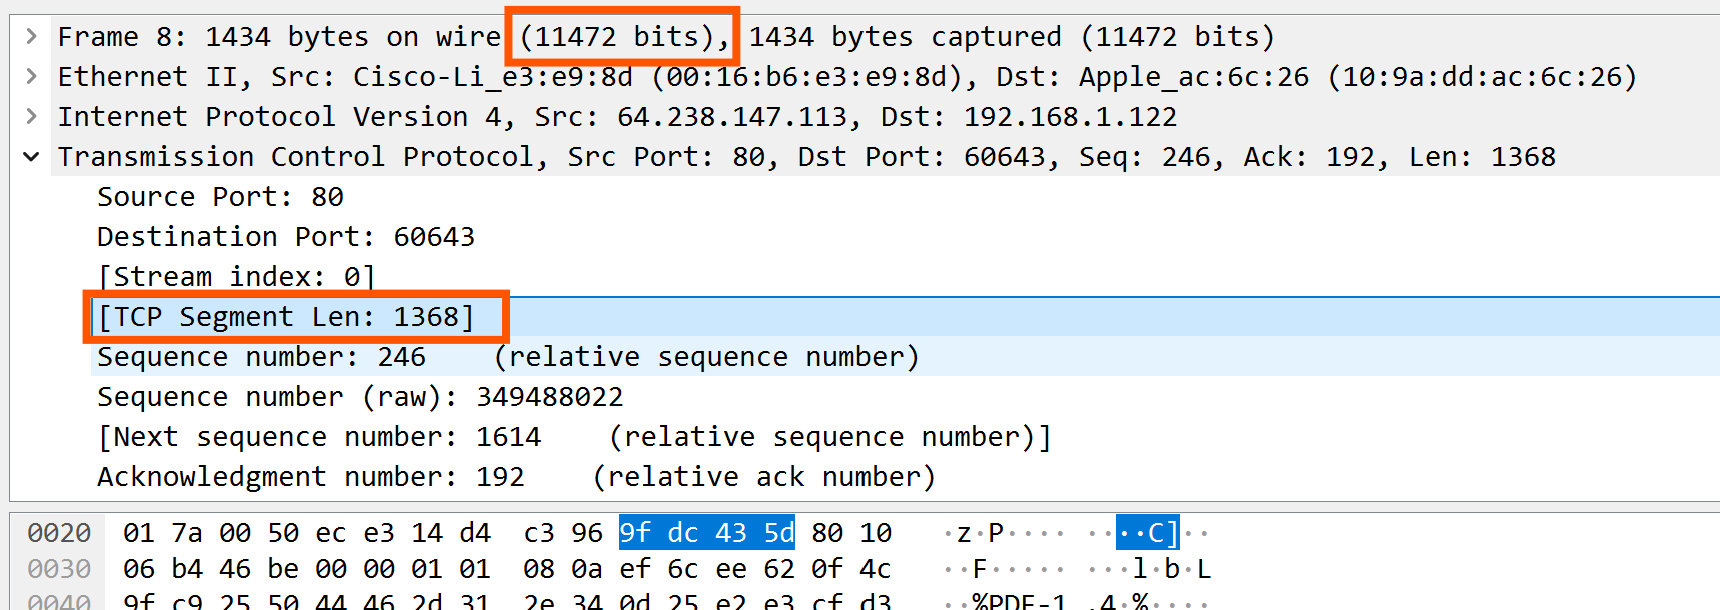 Frame 8: 1434 bytes on wire (11472 bits), 1434 bytes captured (11472 bits)
Ethernet II, Src: Cisco-Li_e3:e9:8d (00:16:b6:e3:e9:8d), Dst: Apple_ac:6c:26 (10:9a:dd:ac:6c:26)
Internet Protocol Version 4, Src: 64.238.147.113, Dst: 192.168.1.122
Transmission Control Protocol, Src Port: 80, Dst Port: 60643, Seq: 246, Ack: 192, Len: 1368
Source Port: 80
Destination Port: 60643
[Stream index: 0]
[TCP Segment Len: 1368]
Sequence number: 246    (relative sequence number)
Sequence number (raw): 349488022
[Next sequence number: 1614    (relative sequence number)]
Acknowledgment number: 192    (relative ack number)
0020  01 7a 00 50 ec e3 14 d4  c3 96 9f dc 43 5d 80 10   ·z·P···· ····C]··
0030  06 b4 46 be 00 00 01 01  08 0a ef 6c ee 62 0f 4c   ··F····· ···l·b·L
0040  9f c9 25 50 44 46 2d 31  2e 34 0d 25 e2 e3 cf d3   ··%PDF-1 .4·%····